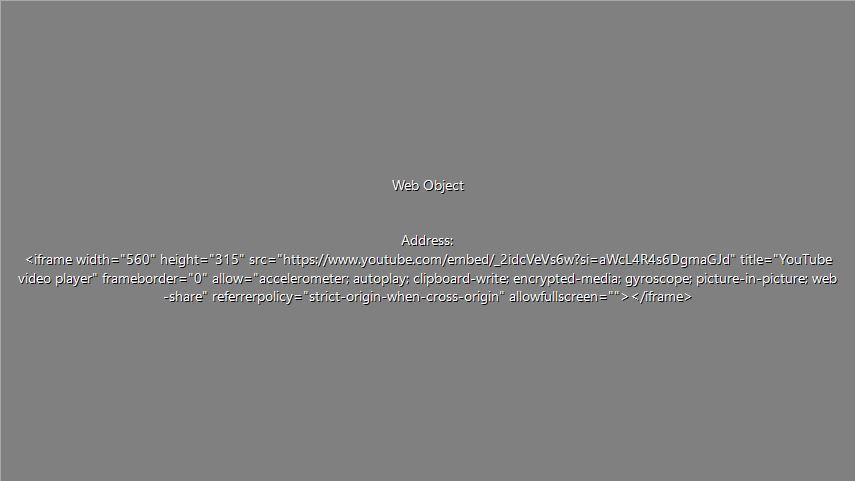 Web Object
Address:
<iframe width="560" height="315" src="https://www.youtube.com/embed/_2idcVeVs6w?si=aWcL4R4s6DgmaGJd" title="YouTube
video player" frameborder="0" allow="accelerometer; autoplay; clipboard-write; encrypted-media; gyroscope; picture-in-picture; web
-share" referrerpolicy="strict-origin-when-cross-origin" allowfullscreen=""></iframe>